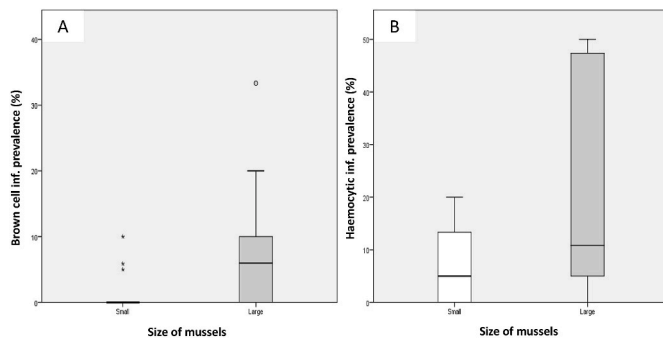 A
Brown cell inf. prevalence (%)
40
30
20
10
0
Small
Large
Size of mussels
B
Haemocytic inf. prevalence (%)
50
40
30
20
10
0
Small
Large
Size of mussels